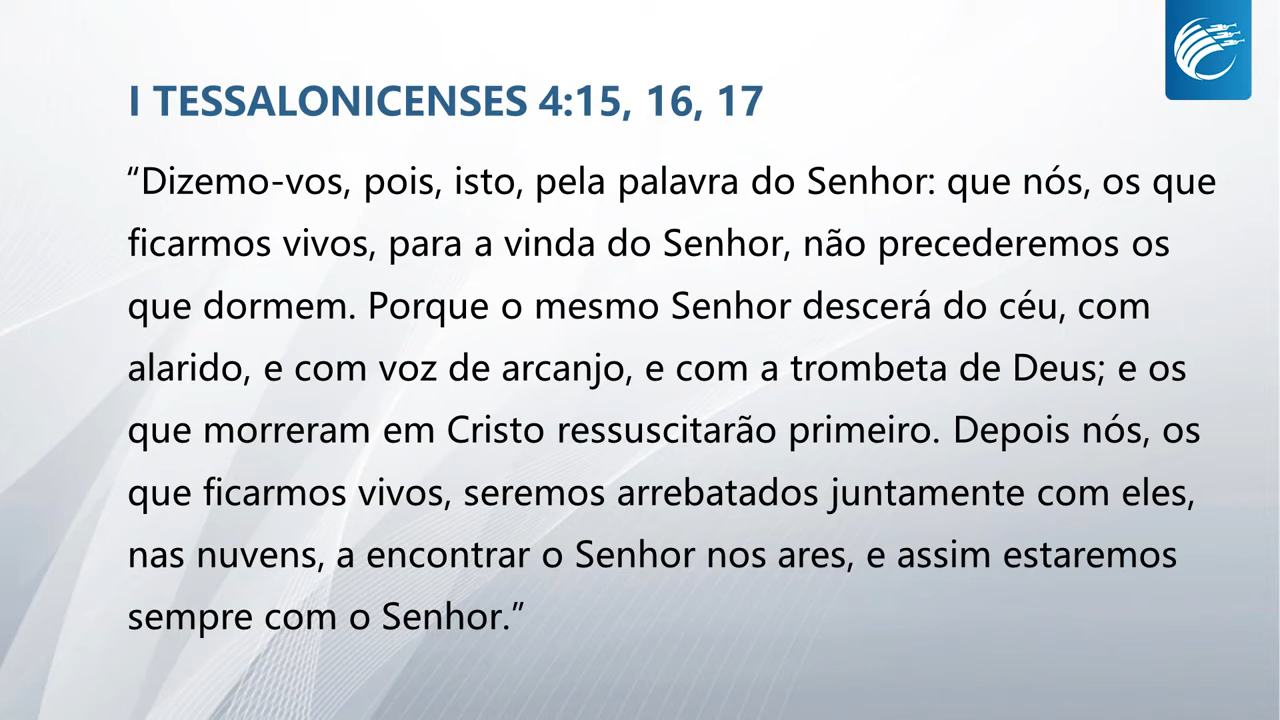 I TESSALONICENSES 4:15, 16, 17
“Dizemo-vos, pois, isto, pela palavra do Senhor: que nós, os que
ficarmos vivos, para a vinda do Senhor, não precederemos os
que dormem. Porque o mesmo Senhor descerá do céu, com
alarido, e com voz de arcanjo, e com a trombeta de Deus; e os
que morreram em Cristo ressuscitarão primeiro. Depois nós, os
que ficarmos vivos, seremos arrebatados juntamente com eles,
nas nuvens, a encontrar o Senhor nos ares, e assim estaremos
sempre com o Senhor.”